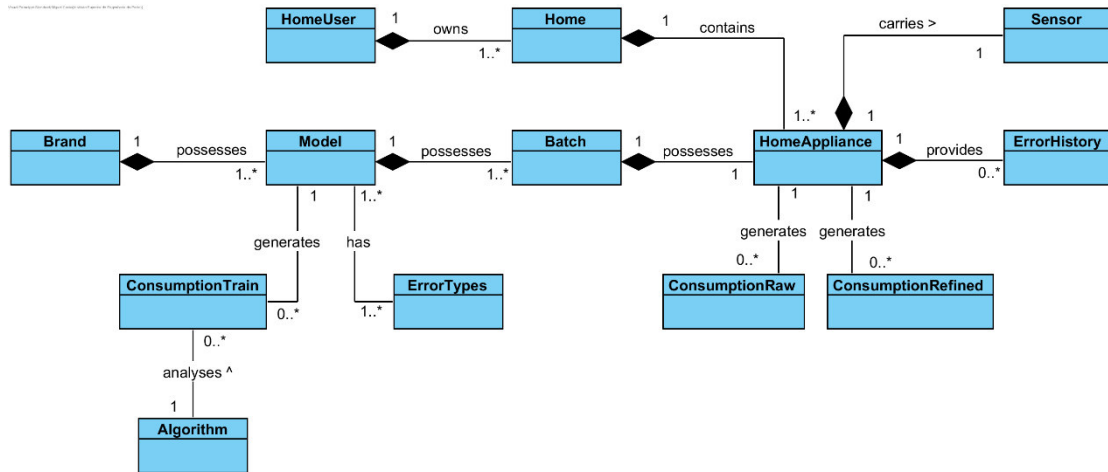 HomeUser
1
owns
1..*
Home
1
contains
1..*
carries >
1
1
Sensor
Brand
1
possesses
1..*
Model
1
possesses
1..*
Batch
1
possesses
1
HomeAppliance
1
provides
0..*
ErrorHistory
1
generates
0..*
1..*
has
1..*
1
generates
0..*
1
generates
0..*
ConsumptionTrain
ErrorTypes
ConsumptionRaw
ConsumptionRefined
0..*
analyses ^
1
Algorithm